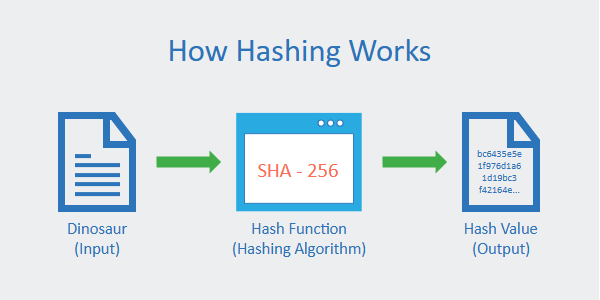 How Hashing Works
SHA - 256
bc6435e5e
1f976d1a6
1d19bc3
f42164e...
Dinosaur
(Input)
Hash Function
(Hashing Algorithm)
Hash Value
(Output)